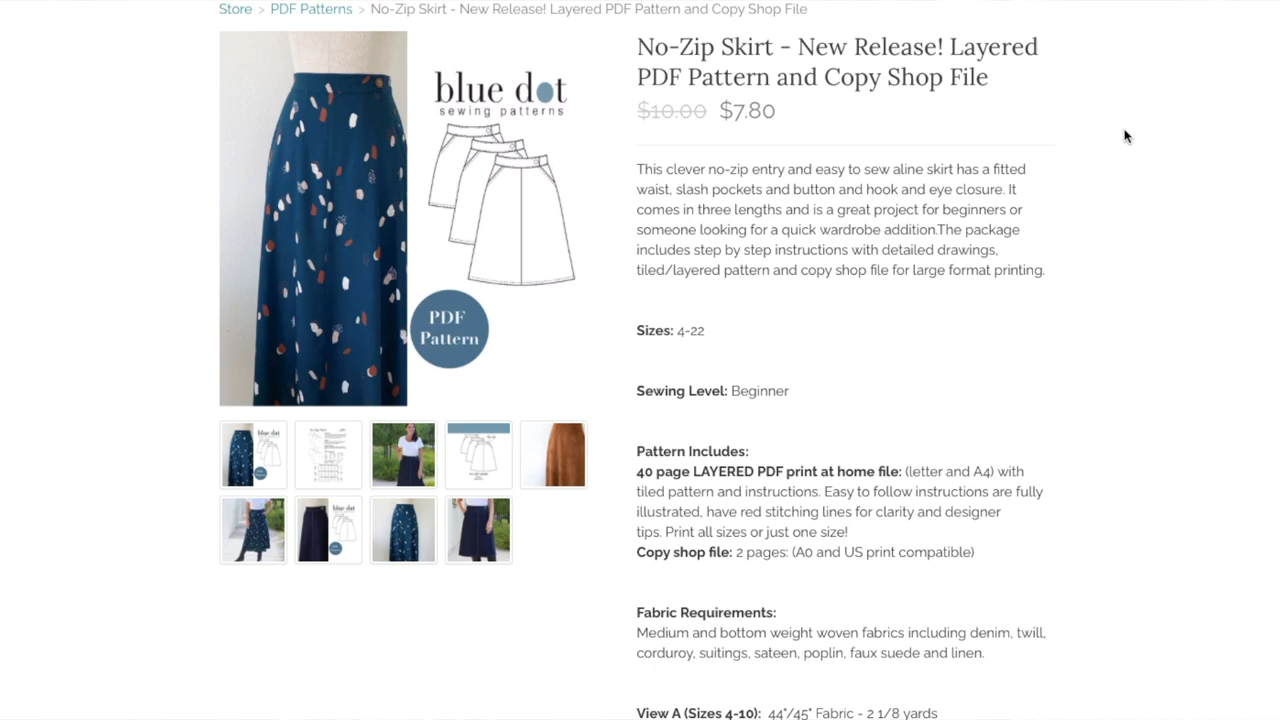 Store > PDF Patterns > No-Zip Skirt - New Release! Layered PDF Pattern and Copy Shop File
blue dot
sewing patterns
PDF
Pattern
No-Zip Skirt - New Release! Layered
PDF Pattern and Copy Shop File
$10.00 $7.80
This clever no-zip entry and easy to sew aline skirt has a fitted
waist, slash pockets and button and hook and eye closure. It
comes in three lengths and is a great project for beginners or
someone looking for a quick wardrobe addition.The package
includes step by step instructions with detailed drawings,
tiled/layered pattern and copy shop file for large format printing.
Sizes: 4-22
Sewing Level: Beginner
Pattern Includes:
40 page LAYERED PDF print at home file: (letter and A4) with
tiled pattern and instructions. Easy to follow instructions are fully
illustrated, have red stitching lines for clarity and designer
tips. Print all sizes or just one size!
Copy shop file: 2 pages: (A0 and US print compatible)
Fabric Requirements:
Medium and bottom weight woven fabrics including denim, twill,
corduroy, suitings, sateen, poplin, faux suede and linen.
View A (Sizes 4-10): 44"/45" Fabric - 2 1/8 yards
blue dot
blue dot